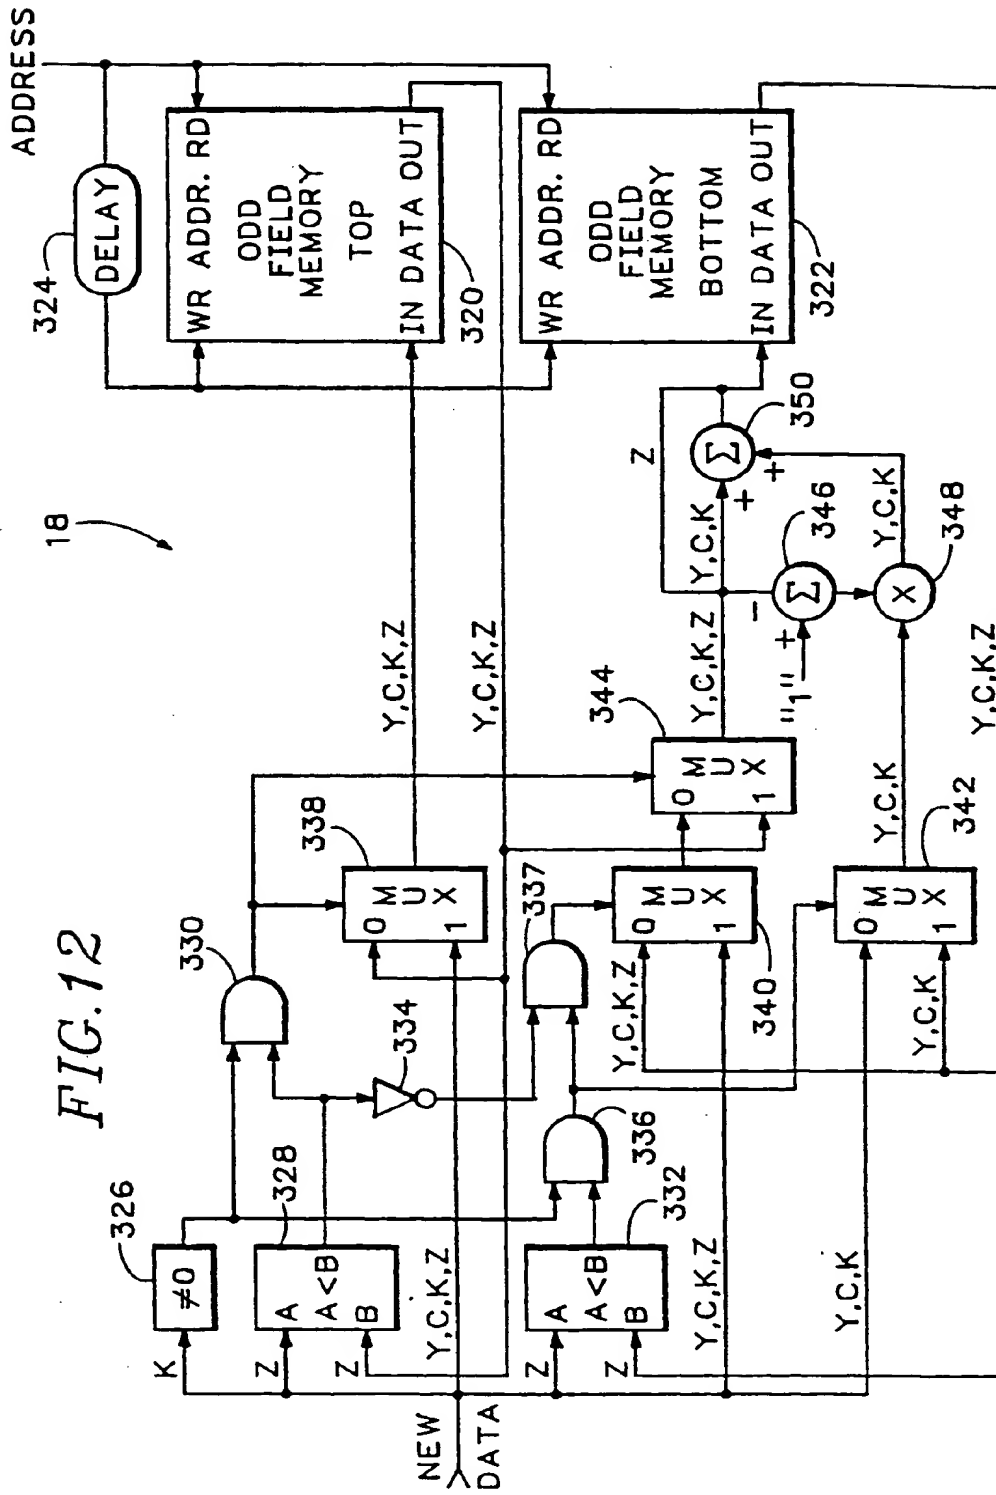 FIG. 12
18
ADDRESS
324
DELAY
WR ADDR. RD
ODD
FIELD
MEMORY
TOP
IN DATA OUT
320
WR ADDR. RD
ODD
FIELD
MEMORY
BOTTOM
IN DATA OUT
322
NEW
DATA
K
≠0
326
Z
A
A<B
Z
B
328
330
334
Y,C,K,Z
0
MUX
1
338
Y,C,K,Z
Y,C,K,Z
Z
A
A<B
Z
B
332
336
337
Y,C,K,Z
Y,C,K,Z
0
MUX
1
340
0
MUX
1
344
Y,C,K,Z
Z
Y,C,K
+
Σ
+
350
-
"1"
+
Σ
346
Y,C,K
X
348
Y,C,K
Y,C,K
0
MUX
1
342
Y,C,K
Y,C,K,Z